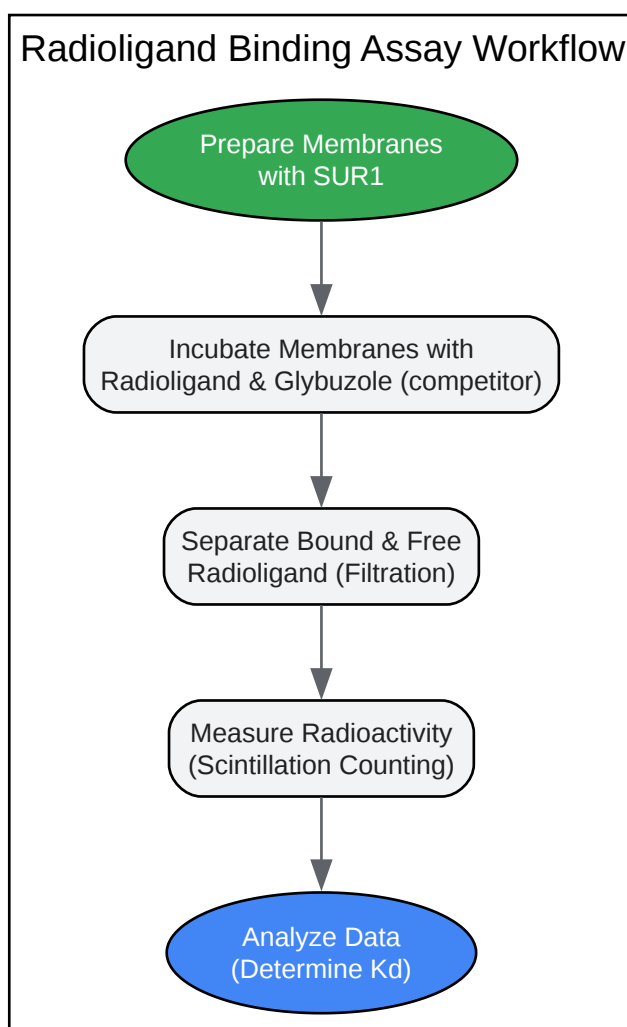 Radioligand Binding Assay Workflow
Prepare Membranes
with SUR1
Incubate Membranes with
Radioligand & Glybuzole (competitor)
Separate Bound & Free
Radioligand (Filtration)
Measure Radioactivity
(Scintillation Counting)
Analyze Data
(Determine Kd)